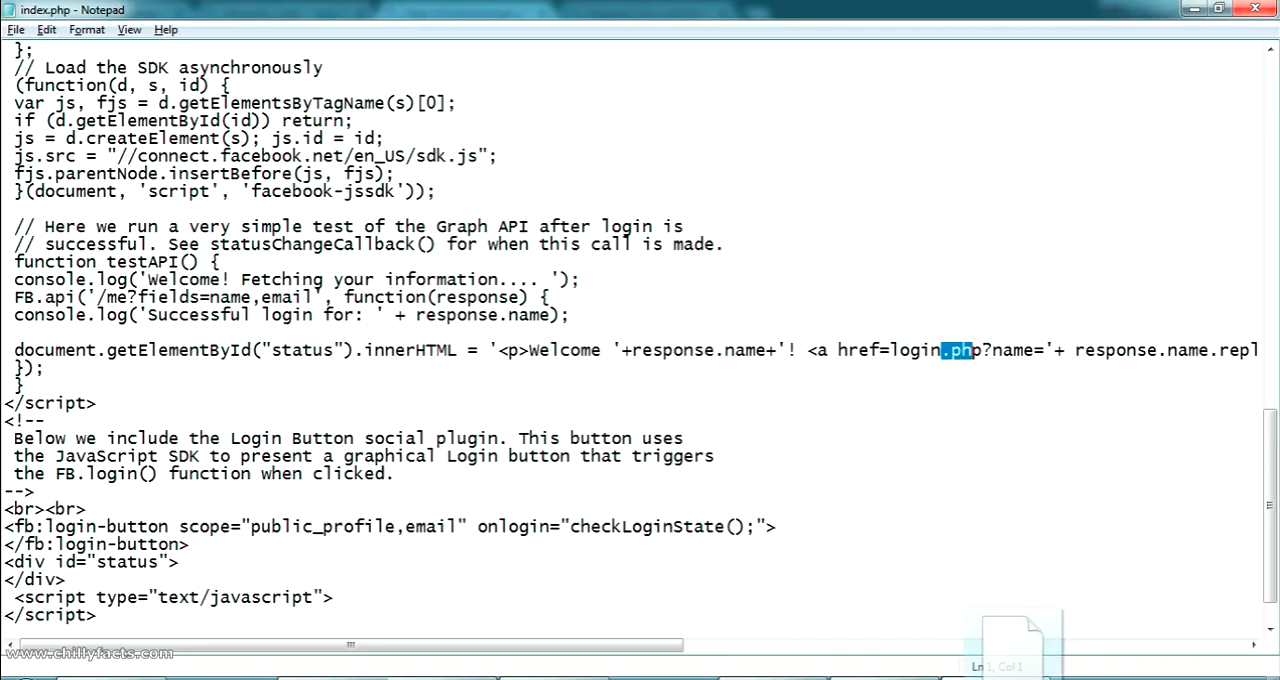 index.php - Notepad
File Edit Format View Help
};
// Load the SDK asynchronously
(function(d, s, id) {
var js, fjs = d.getElementsByTagName(s)[0];
if (d.getElementById(id)) return;
js = d.createElement(s); js.id = id;
js.src = "//connect.facebook.net/en_US/sdk.js";
fjs.parentNode.insertBefore(js, fjs);
}(document, 'script', 'facebook-jssdk'));
// Here we run a very simple test of the Graph API after login is
// successful. See statusChangeCallback() for when this call is made.
function testAPI() {
console.log('Welcome! Fetching your information.... ');
FB.api('/me?fields=name,email', function(response) {
console.log('Successful login for: ' + response.name);
document.getElementById("status").innerHTML = '<p>Welcome '+response.name+'! <a href=login.php?name='+ response.name.repl
});
}
</script>
<!--
Below we include the Login Button social plugin. This button uses
the JavaScript SDK to present a graphical Login button that triggers
the FB.login() function when clicked.
-->
<br><br>
<fb:login-button scope="public_profile,email" onlogin="checkLoginState();">
</fb:login-button>
<div id="status">
</div>
<script type="text/javascript">
</script>
www.chillyfacts.com
Ln 1, Col 1